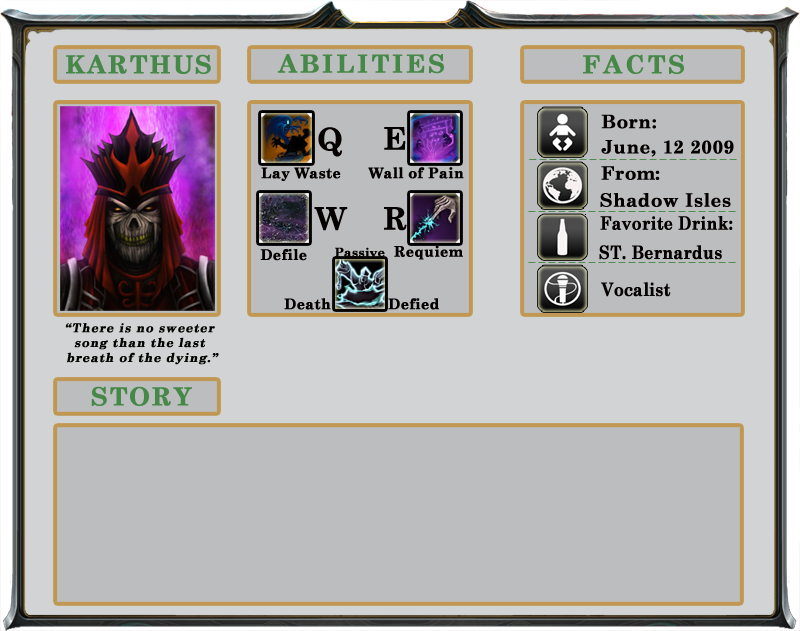 KARTHUS
ABILITIES
FACTS
Q
E
Lay Waste
Wall of Pain
W
R
Defile
Passive
Requiem
Death
Defied
Born:
June, 12 2009
From:
Shadow Isles
Favorite Drink:
ST. Bernardus
Vocalist
“There is no sweeter
song than the last
breath of the dying.”
STORY